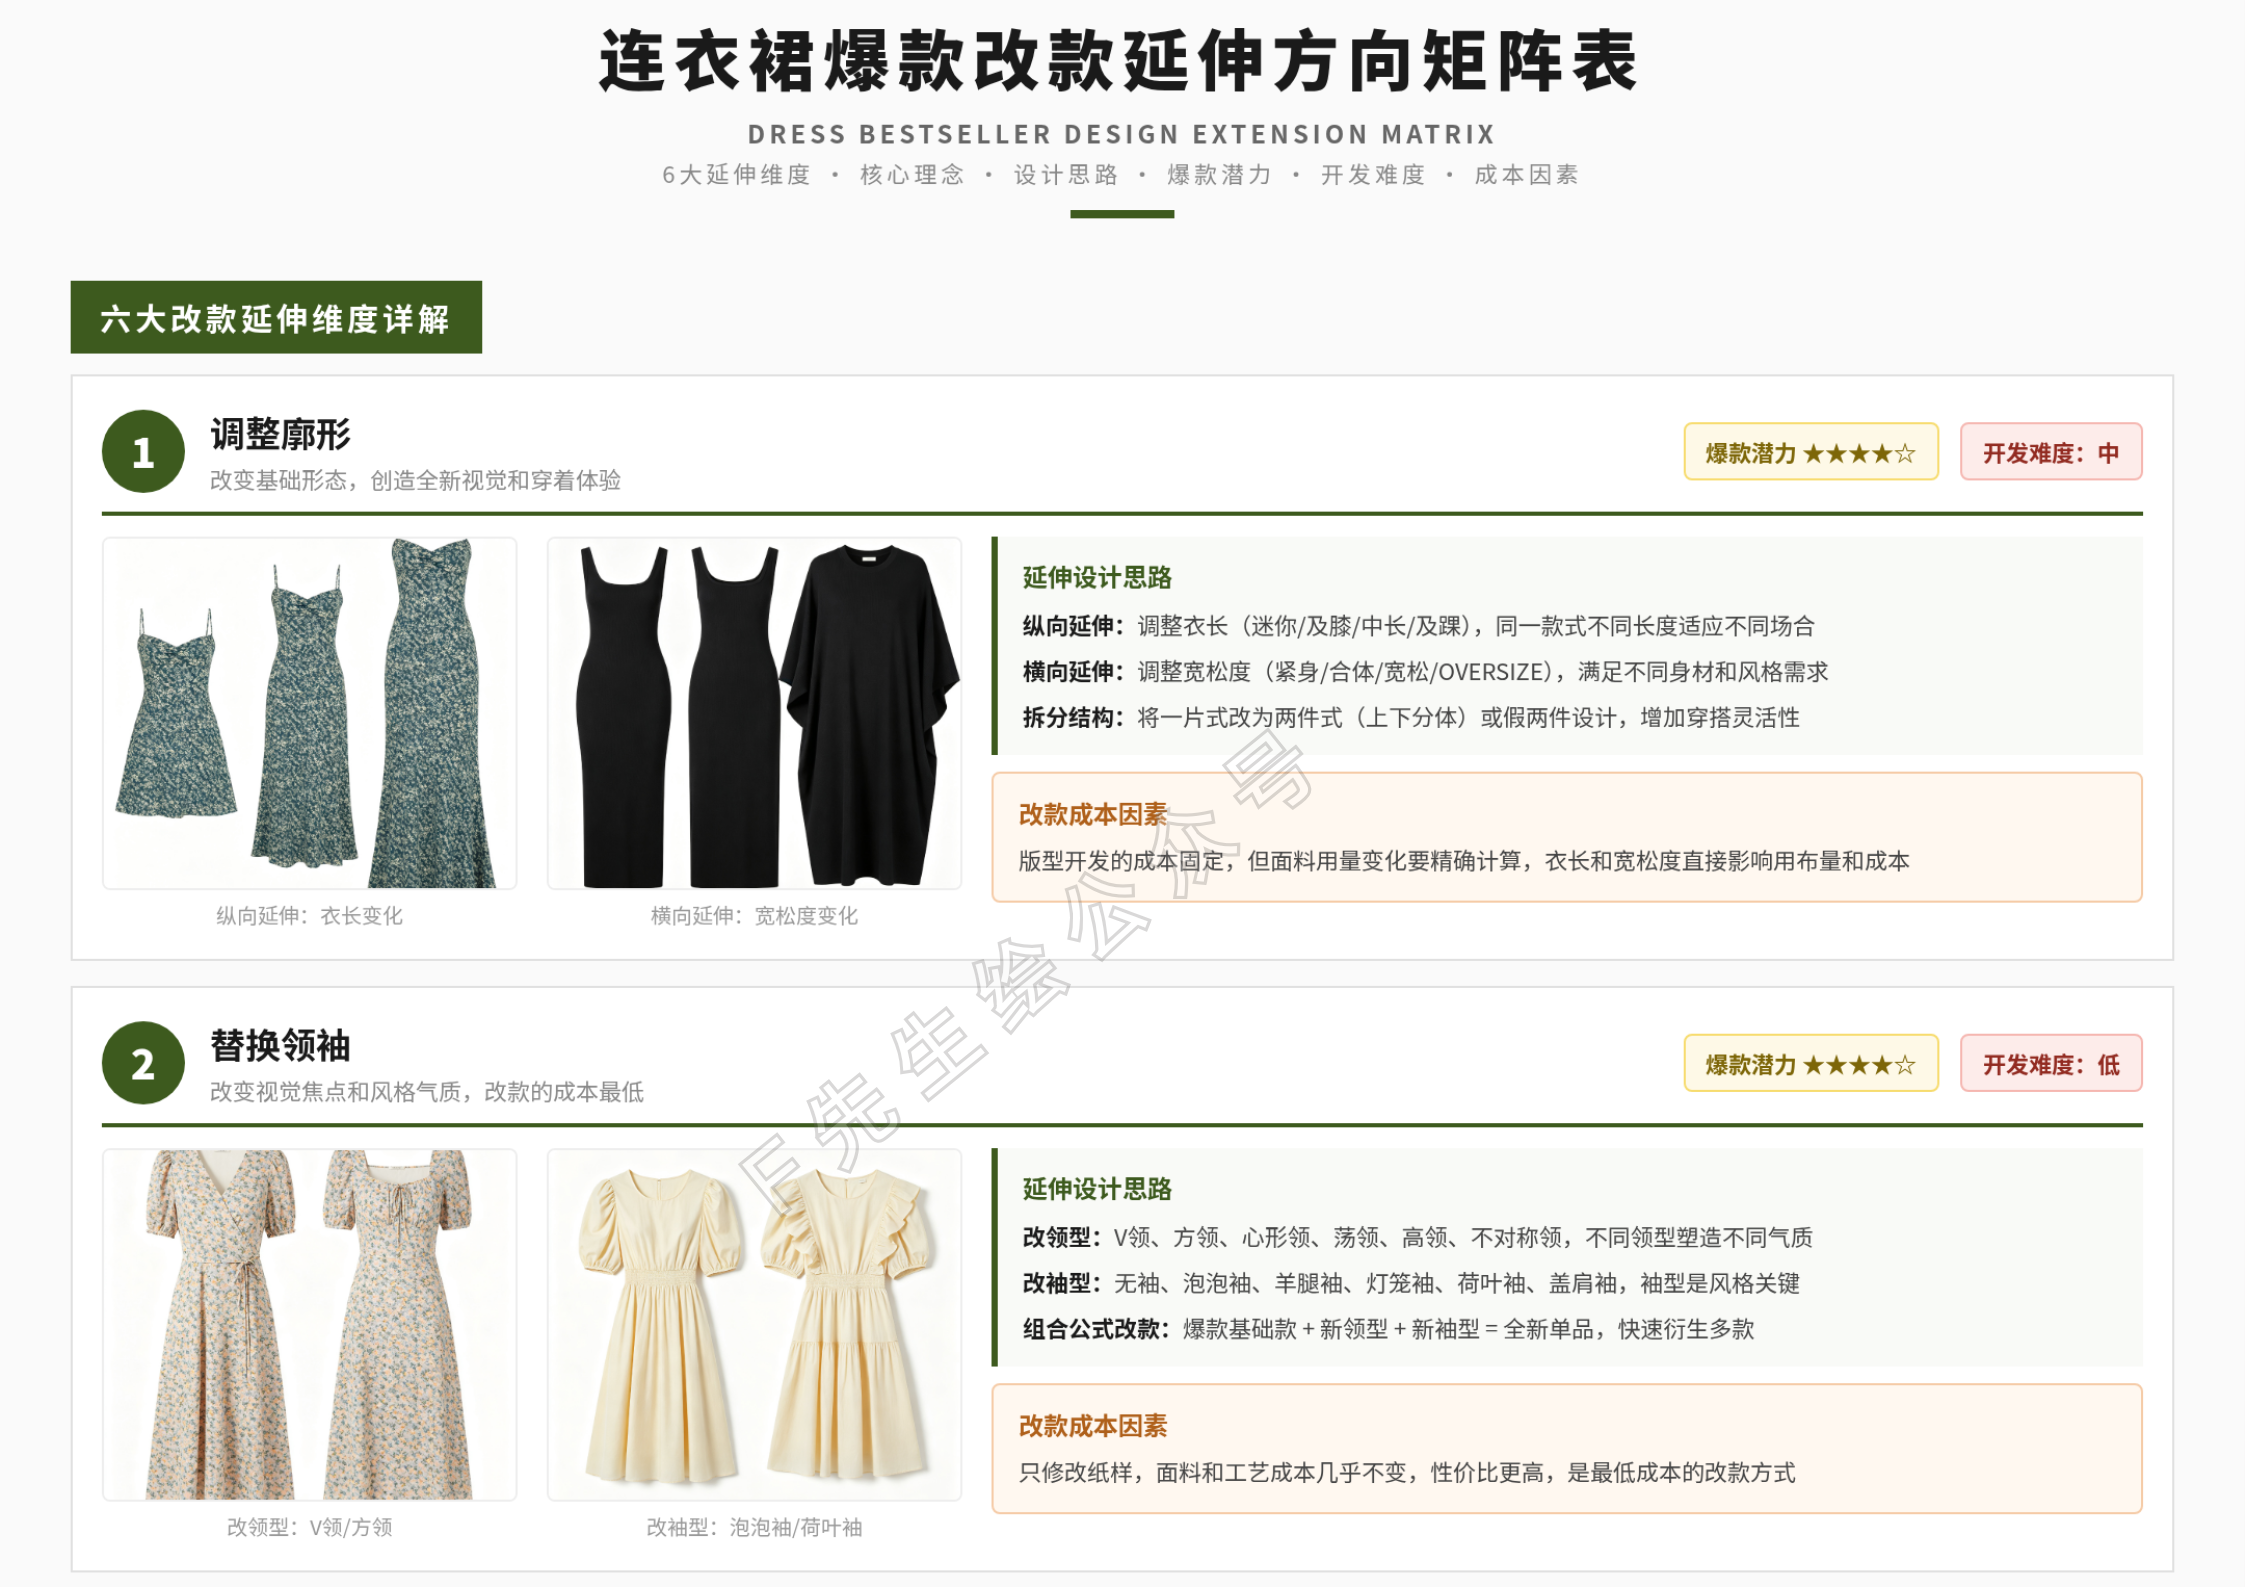 连衣裙爆款改款延伸方向矩阵表
DRESS BESTSELLER DESIGN EXTENSION MATRIX
6大延伸维度 • 核心理念 • 设计思路 • 爆款潜力 • 开发难度 • 成本因素
六大改款延伸维度详解
1
调整廓形
改变基础形态，创造全新视觉和穿着体验
爆款潜力 ★★★★☆
开发难度：中
纵向延伸：衣长变化
横向延伸：宽松度变化
延伸设计思路
纵向延伸：调整衣长（迷你/及膝/中长/及踝），同一款式不同长度适应不同场合
横向延伸：调整宽松度（紧身/合体/宽松/OVERSIZE），满足不同身材和风格需求
拆分结构：将一片式改为两件式（上下分体）或假两件设计，增加穿搭灵活性
改款成本因素
版型开发的成本固定，但面料用量变化要精确计算，衣长和宽松度直接影响用布量和成本
2
替换领袖
改变视觉焦点和风格气质，改款的成本最低
爆款潜力 ★★★★☆
开发难度：低
改领型：V领/方领
改袖型：泡泡袖/荷叶袖
延伸设计思路
改领型：V领、方领、心形领、荡领、高领、不对称领，不同领型塑造不同气质
改袖型：无袖、泡泡袖、羊腿袖、灯笼袖、荷叶袖、盖肩袖，袖型是风格关键
组合公式改款：爆款基础款 + 新领型 + 新袖型 = 全新单品，快速衍生多款
改款成本因素
只修改纸样，面料和工艺成本几乎不变，性价比更高，是最低成本的改款方式
E先生绘公众号